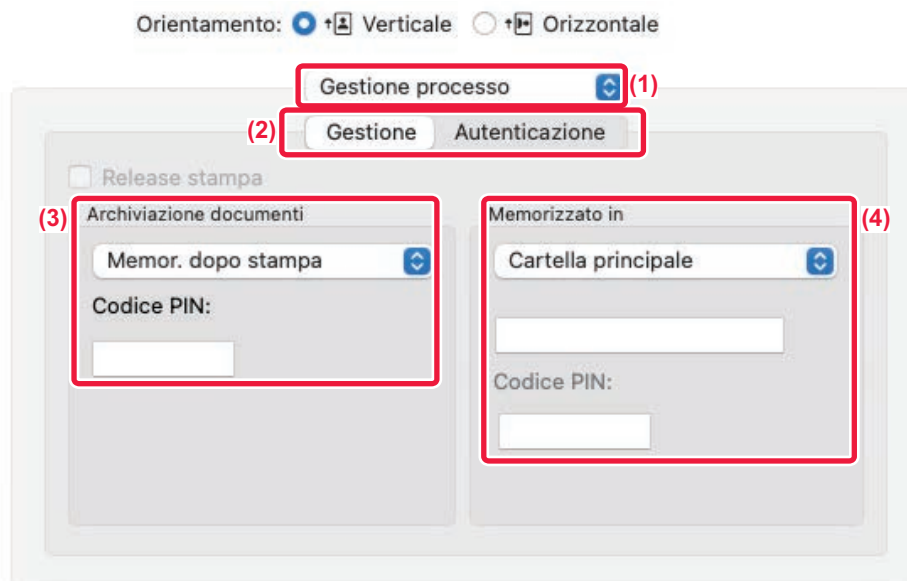 Orientamento: Verticale Orizzontale
Gestione processo (1)
(2) Gestione Autenticazione
Release stampa
(3) Archiviazione documenti Memorizzato in (4)
Memor. dopo stampa Cartella principale
Codice PIN:
Codice PIN: